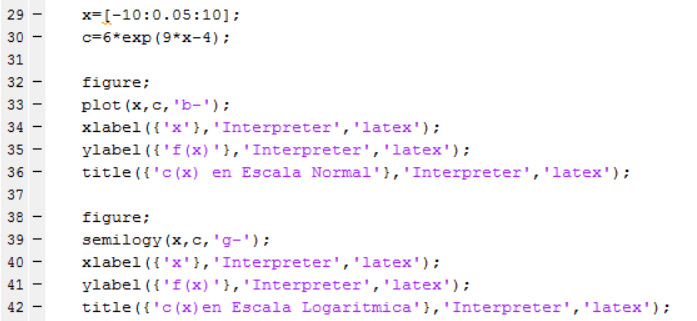 29 - x=[-10:0.05:10];
30 - c=6*exp(9*x-4);
31
32 - figure;
33 - plot(x,c,'b-');
34 - xlabel({'x'},'Interpreter','latex');
35 - ylabel({'f(x)'},'Interpreter','latex');
36 - title({'c(x) en Escala Normal'},'Interpreter','latex');
37
38 - figure;
39 - semilogy(x,c,'g-');
40 - xlabel({'x'},'Interpreter','latex');
41 - ylabel({'f(x)'},'Interpreter','latex');
42 - title({'c(x)en Escala Logaritmica'},'Interpreter','latex');